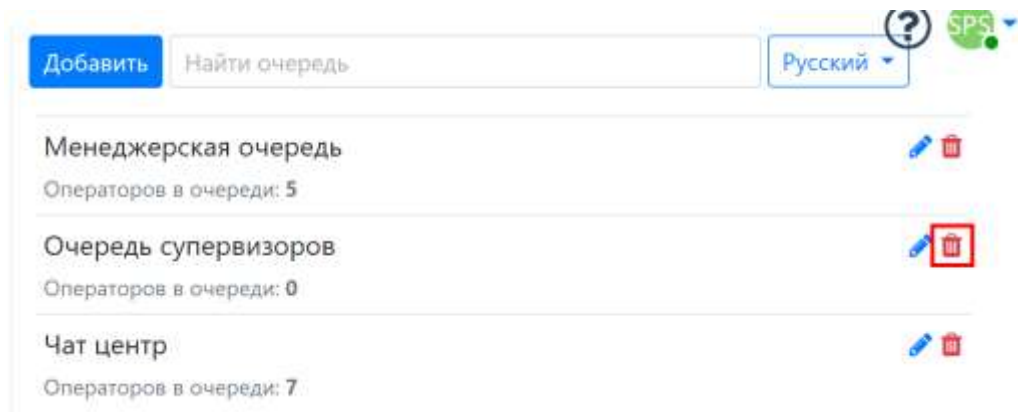 SPS
Добавить Найти очередь Русский
Менеджерская очередь
Операторов в очереди: 5
Очередь супервизоров
Операторов в очереди: 0
Чат центр
Операторов в очереди: 7